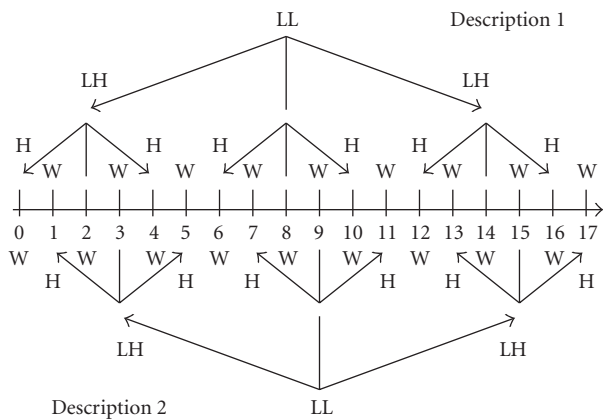 LL Description 1
LH LH
H H H H H H
W W W W W W W W W
0 1 2 3 4 5 6 7 8 9 10 11 12 13 14 15 16 17
W W W W W W W W W
H H H H H H
LH LH
Description 2 LL